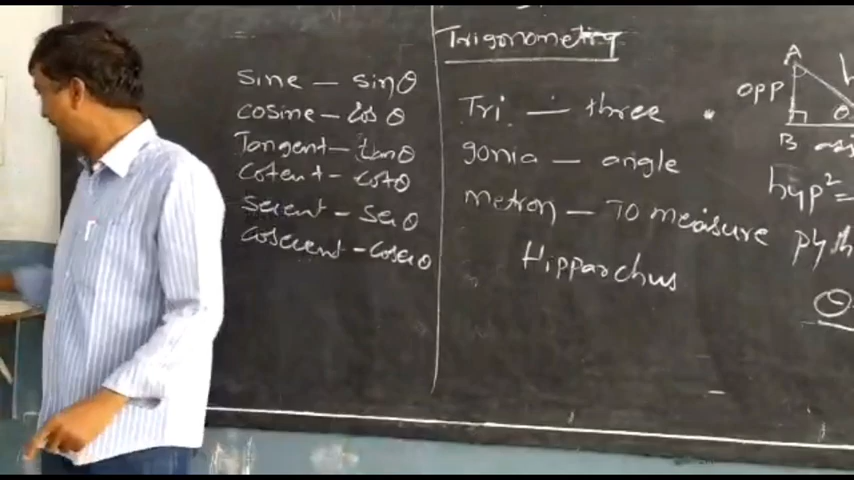 Sine — sinθ
cosine — cos θ
Tangent — tanθ
cotent - cotθ
secent - secθ
cosecent - cosecθ
Trigonometry
Tri — three
gonia — angle
metron — To measure
Hipparchus
A
opp
B
θ
hyp² =
θ